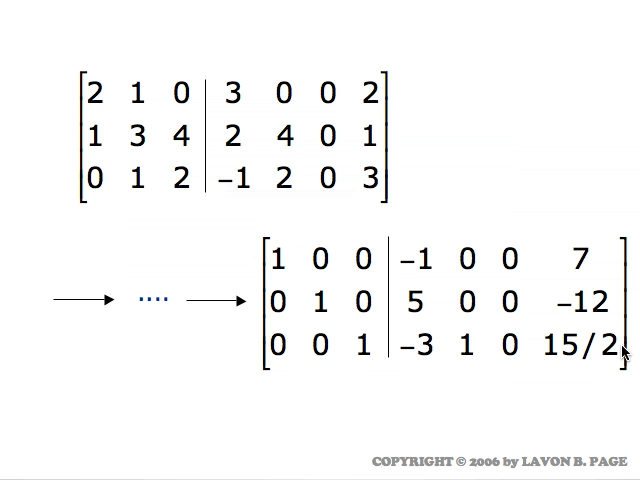 2 1 0 | 3 0 0 2
1 3 4 | 2 4 0 1
0 1 2 | −1 2 0 3
1 0 0 | −1 0 0 7
.... 0 1 0 | 5 0 0 −12
0 0 1 | −3 1 0 15/2
COPYRIGHT © 2006 by LAVON B. PAGE